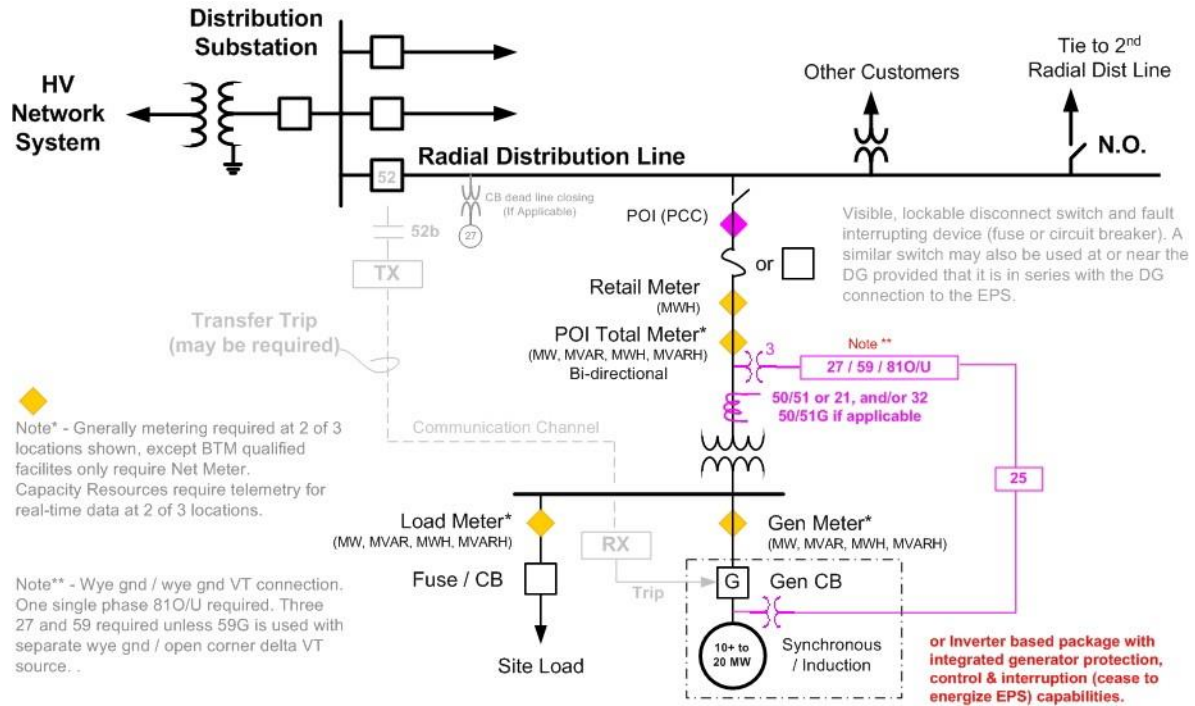 Distribution
Substation
HV
Network
System
Other Customers
Tie to 2nd
Radial Dist Line
N.O.
Radial Distribution Line
52
CB dead line closing
(If Applicable)
27
52b
TX
POI (PCC)
or
Visible, lockable disconnect switch and fault
interrupting device (fuse or circuit breaker). A
similar switch may also be used at or near the
DG provided that it is in series with the DG
connection to the EPS.
Retail Meter
(MWH)
Transfer Trip
(may be required)
POI Total Meter*
(MW, MVAR, MWH, MVARH)
Bi-directional
3
Note **
27 / 59 / 81O/U
50/51 or 21, and/or 32
50/51G if applicable
Note* - Gnerally metering required at 2 of 3
locations shown, except BTM qualified
facilites only require Net Meter.
Capacity Resources require telemetry for
real-time data at 2 of 3 locations.
Communication Channel
25
Load Meter*
(MW, MVAR, MWH, MVARH)
RX
Gen Meter*
(MW, MVAR, MWH, MVARH)
Fuse / CB
Trip
G
Gen CB
Note** - Wye gnd / wye gnd VT connection.
One single phase 81O/U required. Three
27 and 59 required unless 59G is used with
separate wye gnd / open corner delta VT
source. .
Site Load
10+ to
20 MW
Synchronous
/ Induction
or Inverter based package with
integrated generator protection,
control & interruption (cease to
energize EPS) capabilities.